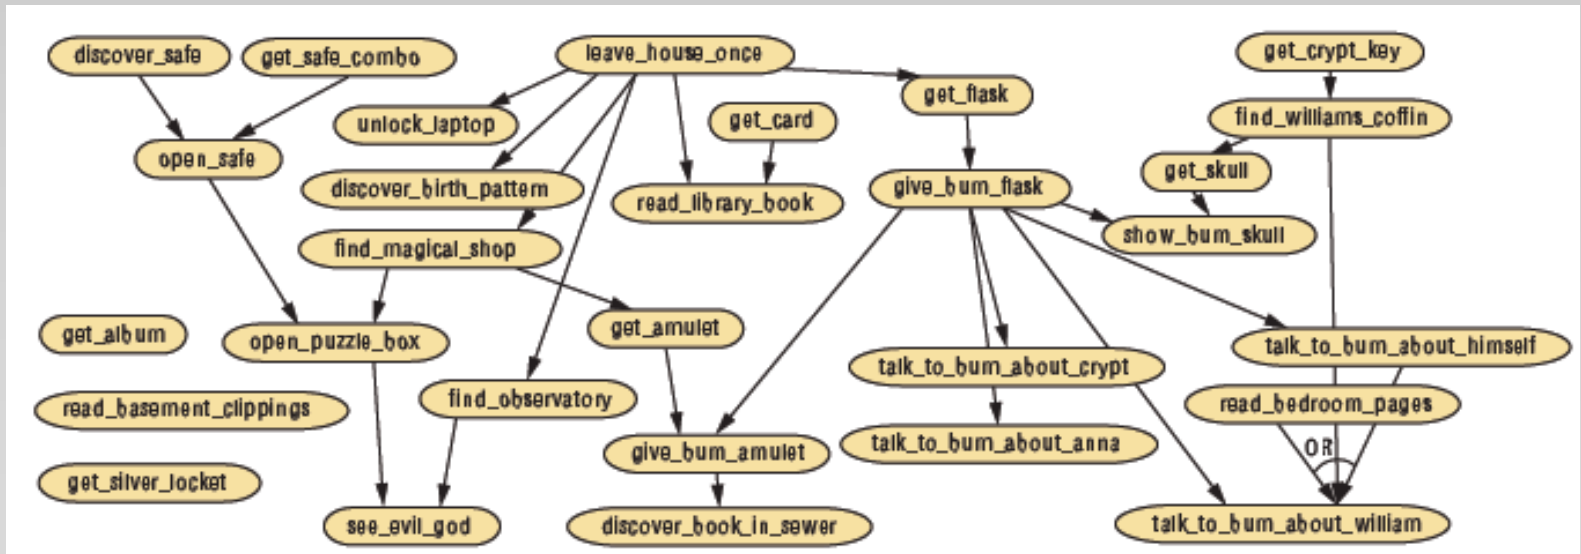 discover_safe
get_safe_combo
leave_house_once
get_crypt_key
get_flask
unlock_laptop
get_card
find_williams_coffin
open_safe
get_skull
discover_birth_pattern
read_library_book
give_bum_flask
show_bum_skull
find_magical_shop
get_album
open_puzzle_box
get_amulet
talk_to_bum_about_himself
talk_to_bum_about_crypt
read_basement_clippings
find_observatory
read_bedroom_pages
talk_to_bum_about_anna
give_bum_amulet
OR
get_silver_locket
see_evil_god
discover_book_in_sewer
talk_to_bum_about_william